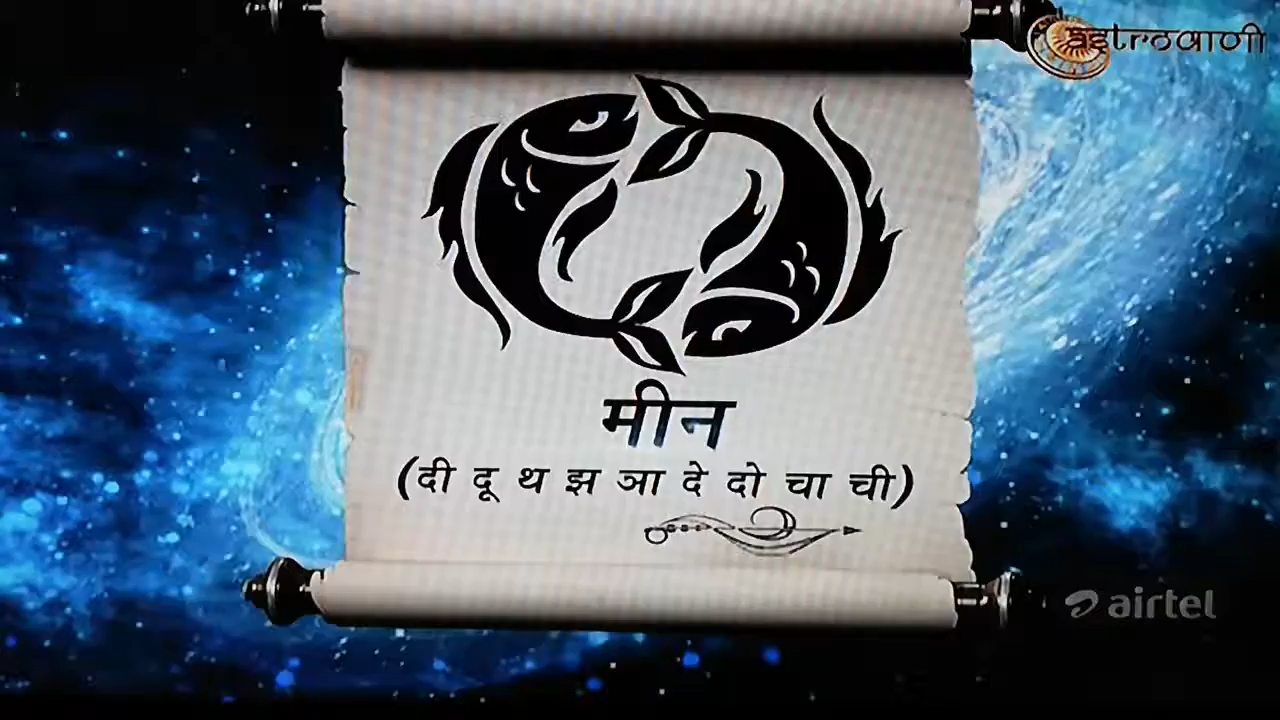 astroवाणी
मीन
(दी दू थ झ ञा दे दो चा ची)
airtel